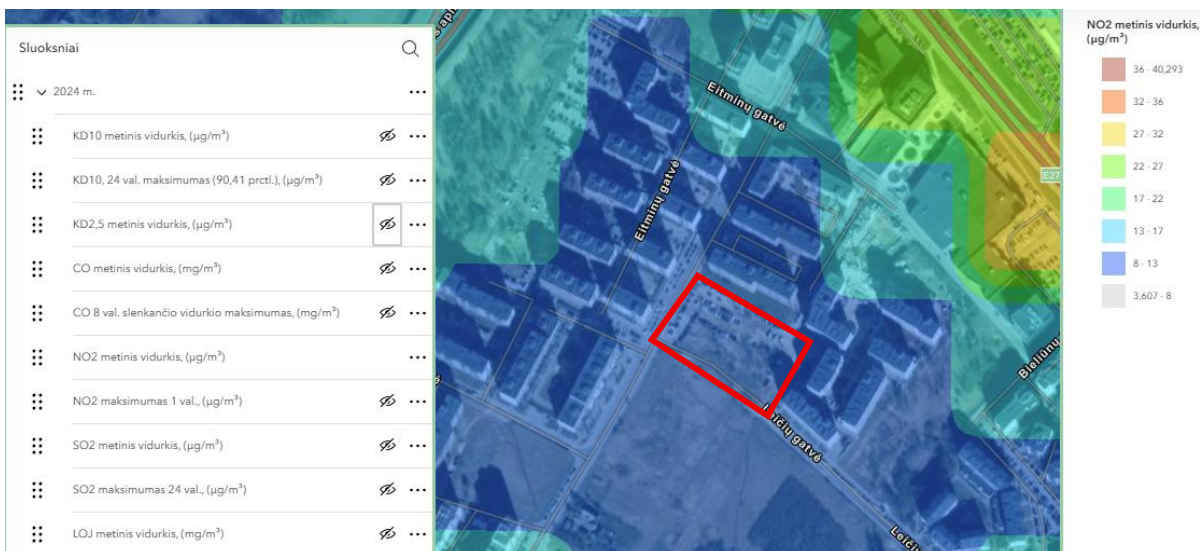 Sluoksniai
2024 m.
KD10 metinis vidurkis, (µg/m³)
KD10, 24 val. maksimumas (90,41 prctl.), (µg/m³)
KD2,5 metinis vidurkis, (µg/m³)
CO metinis vidurkis, (mg/m³)
CO 8 val. slenkančio vidurkio maksimumas, (mg/m³)
NO2 metinis vidurkis, (µg/m³)
NO2 maksimumas 1 val., (µg/m³)
SO2 metinis vidurkis, (µg/m³)
SO2 maksimumas 24 val., (µg/m³)
LOJ metinis vidurkis, (mg/m³)
Eitminų gatvė
Eitminų gatvė
E27
Bieliūnų
Leičių gatvė
Leičių
NO2 metinis vidurkis,
(µg/m³)
36 - 40,293
32 - 36
27 - 32
22 - 27
17 - 22
13 - 17
8 - 13
3,607 - 8